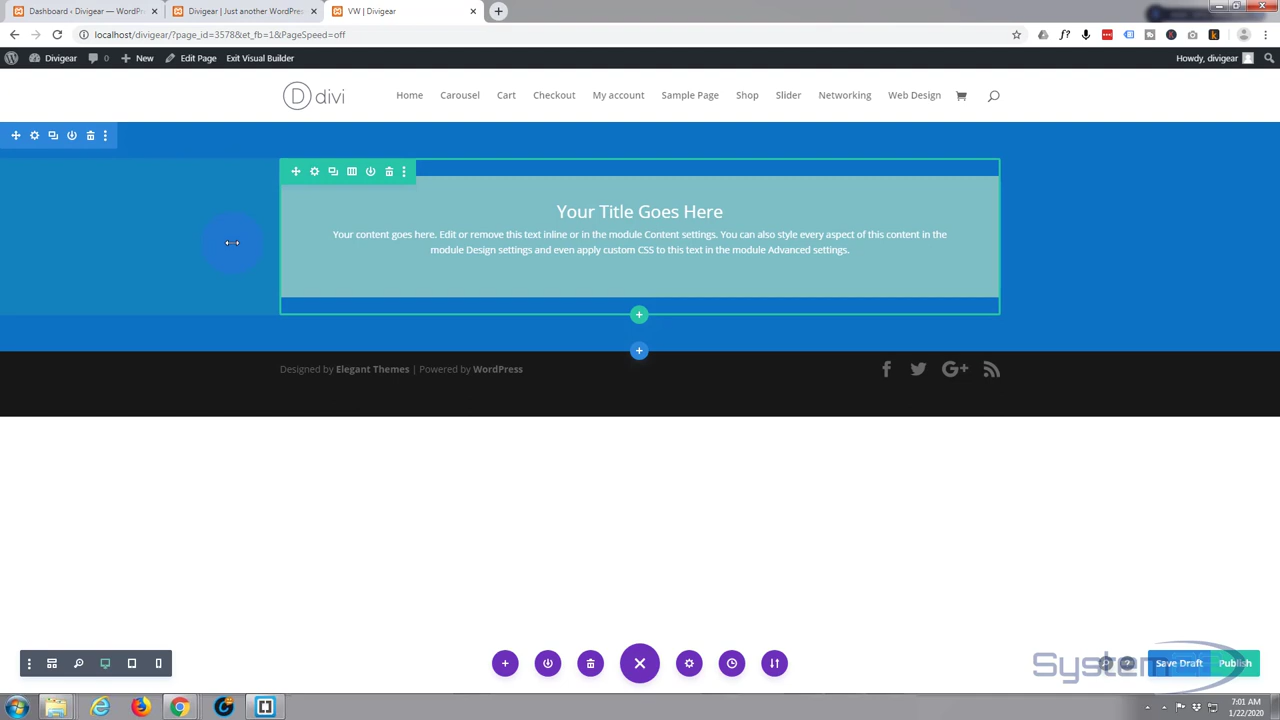 Dashboard ‹ Divigear — WordPr
Divigear | Just another WordPres
VW | Divigear
localhost/divigear/?page_id=3578&et_fb=1&PageSpeed=off
Divigear
0
New
Edit Page
Exit Visual Builder
Howdy, divigear
D divi
Home
Carousel
Cart
Checkout
My account
Sample Page
Shop
Slider
Networking
Web Design
Your Title Goes Here
Your content goes here. Edit or remove this text inline or in the module Content settings. You can also style every aspect of this content in the
module Design settings and even apply custom CSS to this text in the module Advanced settings.
Designed by Elegant Themes | Powered by WordPress
Save Draft
Publish
7:01 AM
1/22/2020